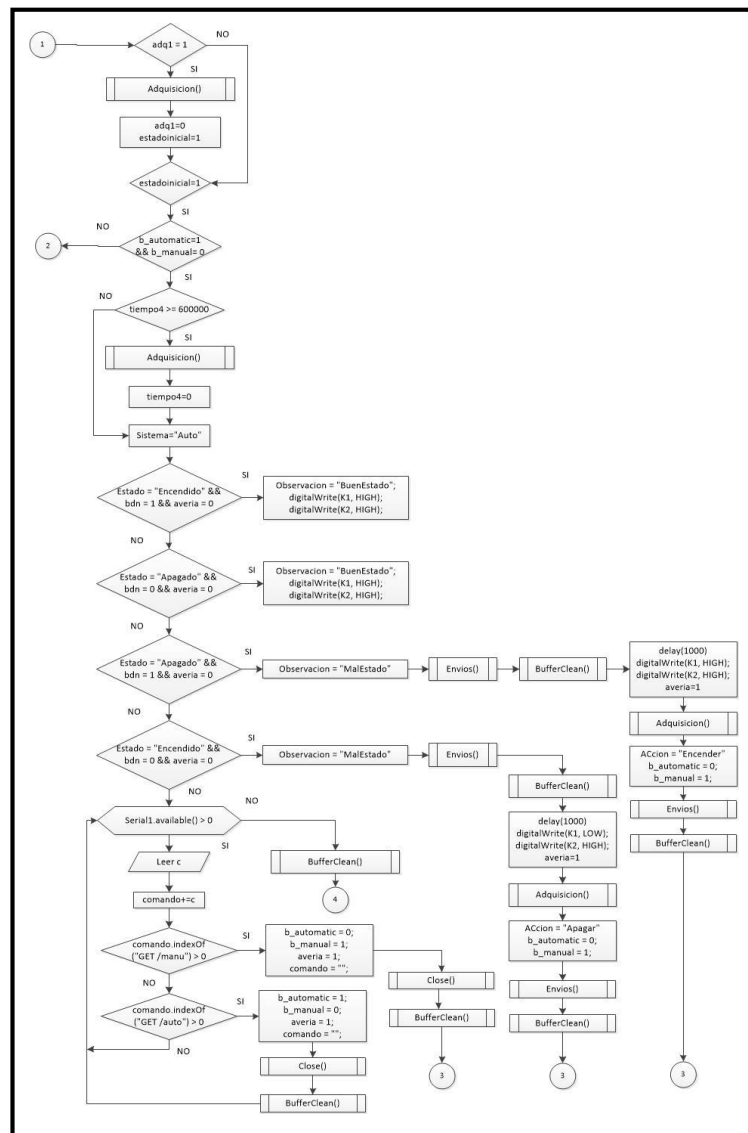 1
adq1 = 1
NO
SI
Adquisicion()
adq1=0
estadoinicial=1
estadoinicial=1
SI
NO
2
b_automatic=1
&& b_manual= 0
SI
NO
tiempo4 >= 600000
SI
Adquisicion()
tiempo4=0
Sistema="Auto"
Estado = "Encendido" &&
bdn = 1 && averia = 0
SI
Observacion = "BuenEstado";
digitalWrite(K1, HIGH);
digitalWrite(K2, HIGH);
NO
Estado = "Apagado" &&
bdn = 0 && averia = 0
SI
Observacion = "BuenEstado";
digitalWrite(K1, HIGH);
digitalWrite(K2, HIGH);
NO
Estado = "Apagado" &&
bdn = 1 && averia = 0
SI
Observacion = "MalEstado"
Envios()
BufferClean()
delay(1000)
digitalWrite(K1, HIGH);
digitalWrite(K2, HIGH);
averia=1
Adquisicion()
ACcion = "Encender"
b_automatic = 0;
b_manual = 1;
Envios()
BufferClean()
3
NO
Estado = "Encendido" &&
bdn = 0 && averia = 0
SI
Observacion = "MalEstado"
Envios()
BufferClean()
delay(1000)
digitalWrite(K1, LOW);
digitalWrite(K2, HIGH);
averia=1
Adquisicion()
ACcion = "Apagar"
b_automatic = 0;
b_manual = 1;
Envios()
BufferClean()
3
NO
Serial1.available() > 0
NO
BufferClean()
4
SI
Leer c
comando+=c
comando.indexOf
("GET /manu") > 0
SI
b_automatic = 0;
b_manual = 1;
averia = 1;
comando = "";
Close()
BufferClean()
3
NO
comando.indexOf
("GET /auto") > 0
SI
b_automatic = 1;
b_manual = 0;
averia = 1;
comando = "";
Close()
BufferClean()
NO